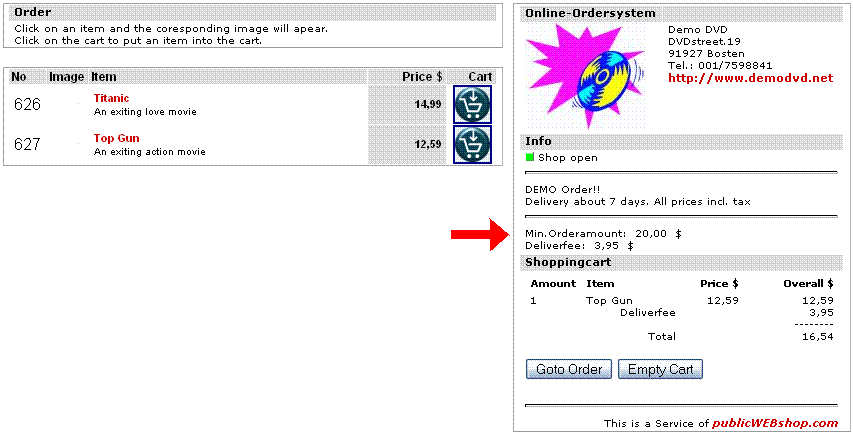 Order
Click on an item and the coresponding image will apear.
Click on the cart to put an item into the cart.
No Image Item Price $ Cart
626 Titanic 14,99
An exiting love movie
627 Top Gun 12,59
An exiting action movie
Online-Ordersystem
Demo DVD
DVDstreet.19
91927 Bosten
Tel.: 001/7598841
http://www.demodvd.net
Info
Shop open
DEMO Order!!
Delivery about 7 days. All prices incl. tax
Min.Orderamount: 20,00 $
Deliverfee: 3,95 $
Shoppingcart
Amount Item Price $ Overall $
1 Top Gun 12,59 12,59
Deliverfee 3,95
--------
Total 16,54
Goto Order Empty Cart
This is a Service of publicWEBshop.com